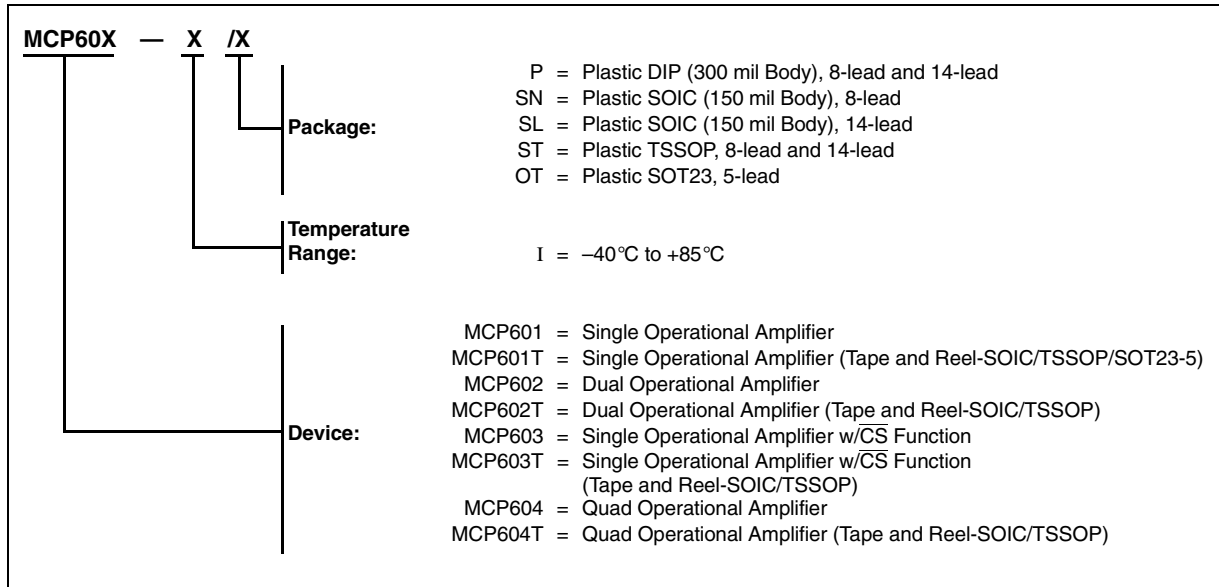 MCP60X — X /X
Package:
P = Plastic DIP (300 mil Body), 8-lead and 14-lead
SN = Plastic SOIC (150 mil Body), 8-lead
SL = Plastic SOIC (150 mil Body), 14-lead
ST = Plastic TSSOP, 8-lead and 14-lead
OT = Plastic SOT23, 5-lead
Temperature
Range:
I = –40°C to +85°C
Device:
MCP601 = Single Operational Amplifier
MCP601T = Single Operational Amplifier (Tape and Reel-SOIC/TSSOP/SOT23-5)
MCP602 = Dual Operational Amplifier
MCP602T = Dual Operational Amplifier (Tape and Reel-SOIC/TSSOP)
MCP603 = Single Operational Amplifier w/C̅S̅ Function
MCP603T = Single Operational Amplifier w/C̅S̅ Function
(Tape and Reel-SOIC/TSSOP)
MCP604 = Quad Operational Amplifier
MCP604T = Quad Operational Amplifier (Tape and Reel-SOIC/TSSOP)